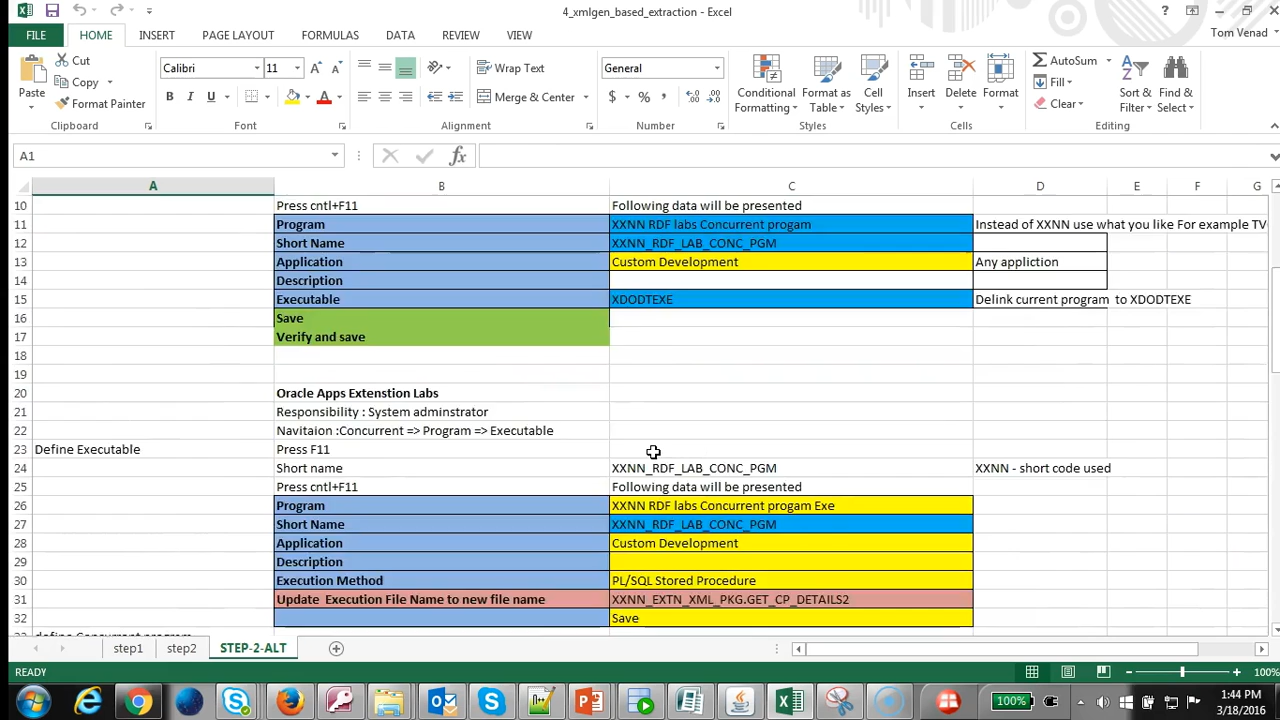 4_xmlgen_based_extraction - Excel
FILE HOME INSERT PAGE LAYOUT FORMULAS DATA REVIEW VIEW Tom Venad
Paste Cut Copy Format Painter Clipboard
Calibri 11 B I U Font
Wrap Text Merge & Center Alignment
General $ % , Number
Conditional Formatting Format as Table Cell Styles Styles
Insert Delete Format Cells
AutoSum Fill Clear Sort & Filter Find & Select Editing
A1 fx
A B C D E F G
10 Press cntl+F11 Following data will be presented
11 Program XXNN RDF labs Concurrent progam Instead of XXNN use what you like For example TV
12 Short Name XXNN_RDF_LAB_CONC_PGM
13 Application Custom Development Any appliction
14 Description
15 Executable XDODTEXE Delink current program to XDODTEXE
16 Save
17 Verify and save
18
19
20 Oracle Apps Extenstion Labs
21 Responsibility : System adminstrator
22 Navitaion :Concurrent => Program => Executable
23 Define Executable Press F11
24 Short name XXNN_RDF_LAB_CONC_PGM XXNN - short code used
25 Press cntl+F11 Following data will be presented
26 Program XXNN RDF labs Concurrent progam Exe
27 Short Name XXNN_RDF_LAB_CONC_PGM
28 Application Custom Development
29 Description
30 Execution Method PL/SQL Stored Procedure
31 Update Execution File Name to new file name XXNN_EXTN_XML_PKG.GET_CP_DETAILS2
32 Save
step1 step2 STEP-2-ALT
READY 100%
100% 1:44 PM
3/18/2016